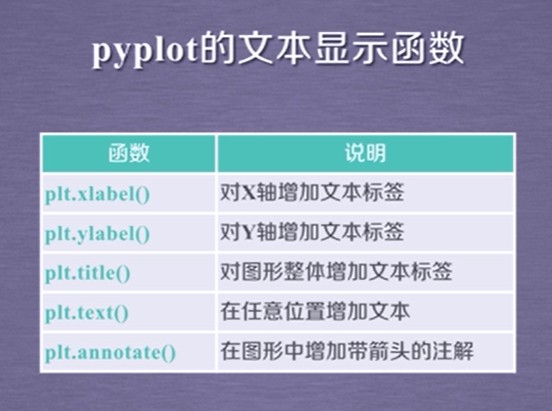 pyplot的文本显示函数
函数 说明
plt.xlabel() 对X轴增加文本标签
plt.ylabel() 对Y轴增加文本标签
plt.title() 对图形整体增加文本标签
plt.text() 在任意位置增加文本
plt.annotate() 在图形中增加带箭头的注解